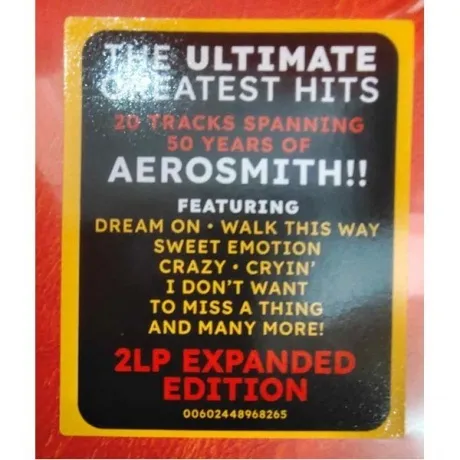 THE ULTIMATE
GREATEST HITS
20 TRACKS SPANNING
50 YEARS OF
AEROSMITH!!
FEATURING
DREAM ON • WALK THIS WAY
SWEET EMOTION
CRAZY • CRYIN'
I DON'T WANT
TO MISS A THING
AND MANY MORE!
2LP EXPANDED
EDITION
00602448968265